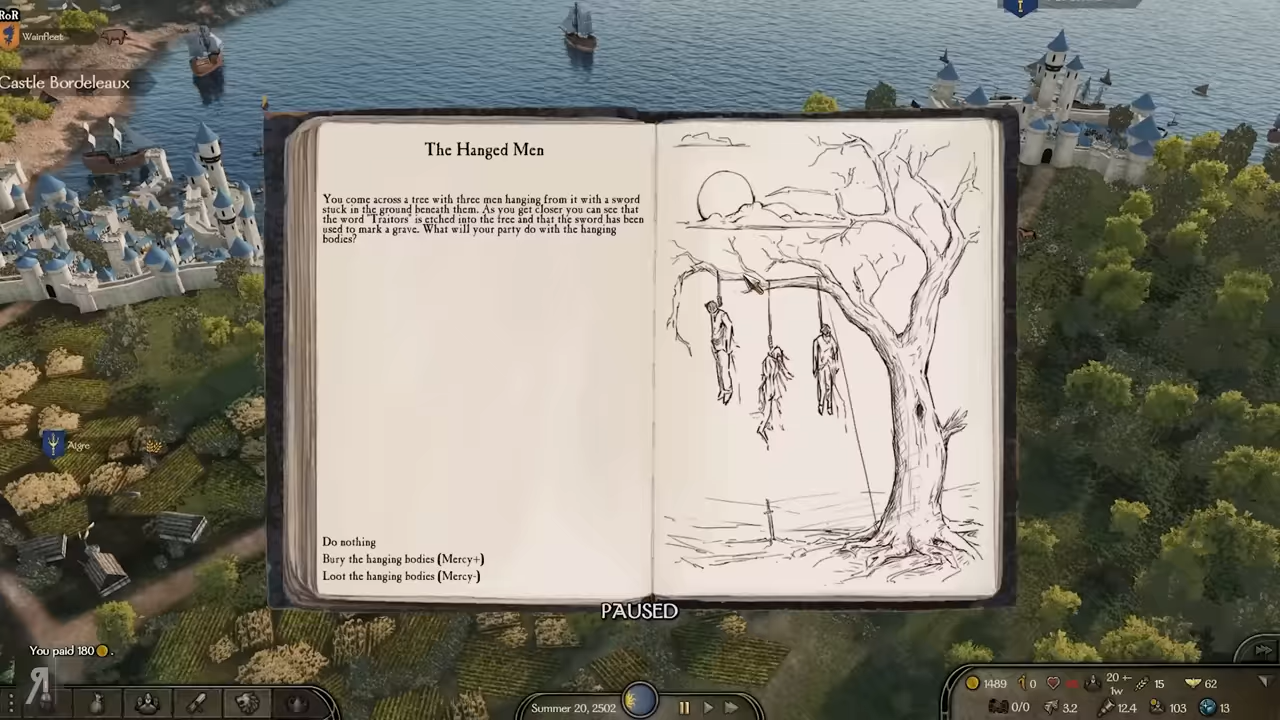 RoR
Wainfleet
Castle Bordeleaux
The Hanged Men
You come across a tree with three men hanging from it with a sword
stuck in the ground beneath them. As you get closer you can see that
the word "Traitors" is etched into the tree and that the sword has been
used to mark a grave. What will your party do with the hanging
bodies?
Aigre
Do nothing
Bury the hanging bodies (Mercy+)
Loot the hanging bodies (Mercy-)
PAUSED
You paid 180 .
Summer 20, 2502
1489 0 20 +- 15 62
1w
0/0 3.2 12.4 103 13